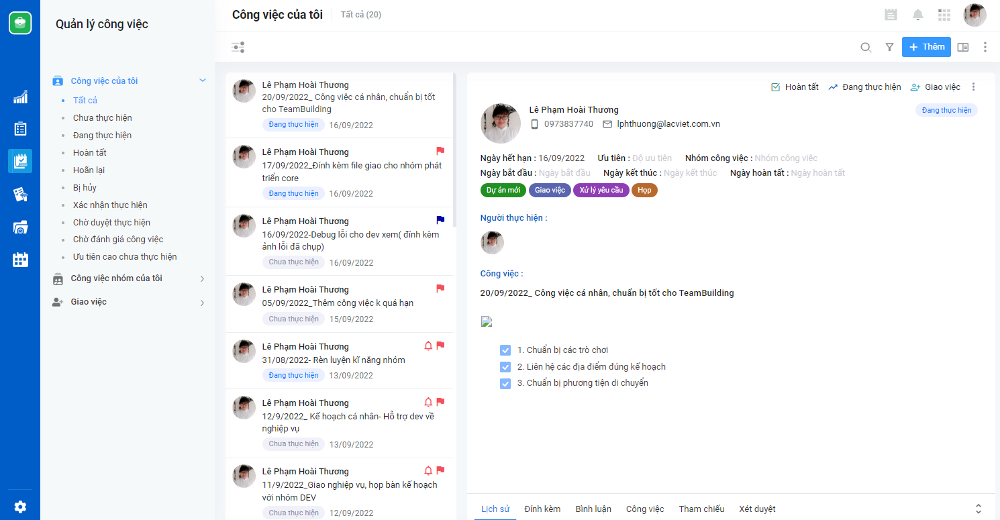 Quản lý công việc
Công việc của tôi
Tất cả
Chưa thực hiện
Đang thực hiện
Hoàn tất
Hoãn lại
Bị hủy
Xác nhận thực hiện
Chờ duyệt thực hiện
Chờ đánh giá công việc
Ưu tiên cao chưa thực hiện
Công việc nhóm của tôi
Giao việc
Công việc của tôi Tất cả (20)
Thêm
Lê Phạm Hoài Thương
20/09/2022_ Công việc cá nhân, chuẩn bị tốt
cho TeamBuilding
Đang thực hiện 16/09/2022
Lê Phạm Hoài Thương
17/09/2022_Đính kèm file giao cho nhóm phát
triển core
Đang thực hiện 16/09/2022
Lê Phạm Hoài Thương
16/09/2022-Debug lỗi cho dev xem( đính kèm
ảnh lỗi đã chụp)
Chưa thực hiện 16/09/2022
Lê Phạm Hoài Thương
05/09/2022_Thêm công việc k quá hạn
Chưa thực hiện 15/09/2022
Lê Phạm Hoài Thương
31/08/2022- Rèn luyện kĩ năng nhóm
Đang thực hiện 13/09/2022
Lê Phạm Hoài Thương
12/9/2022_ Kế hoạch cá nhân- Hỗ trợ dev về
nghiệp vụ
Chưa thực hiện 13/09/2022
Lê Phạm Hoài Thương
11/9/2022_Giao nghiệp vụ, họp bàn kế hoạch
với nhóm DEV
Chưa thực hiện 12/09/2022
Hoàn tất Đang thực hiện Giao việc
Lê Phạm Hoài Thương
Đang thực hiện
0973837740 lphthuong@lacviet.com.vn
Ngày hết hạn : 16/09/2022 Ưu tiên : Độ ưu tiên Nhóm công việc : Nhóm công việc
Ngày bắt đầu : Ngày bắt đầu Ngày kết thúc : Ngày kết thúc Ngày hoàn tất : Ngày hoàn tất
Dự án mới Giao việc Xử lý yêu cầu Họp
Người thực hiện :
Công việc :
20/09/2022_ Công việc cá nhân, chuẩn bị tốt cho TeamBuilding
1. Chuẩn bị các trò chơi
2. Liên hệ các địa điểm đúng kế hoạch
3. Chuẩn bị phương tiện di chuyển
Lịch sử Đính kèm Bình luận Công việc Tham chiếu Xét duyệt